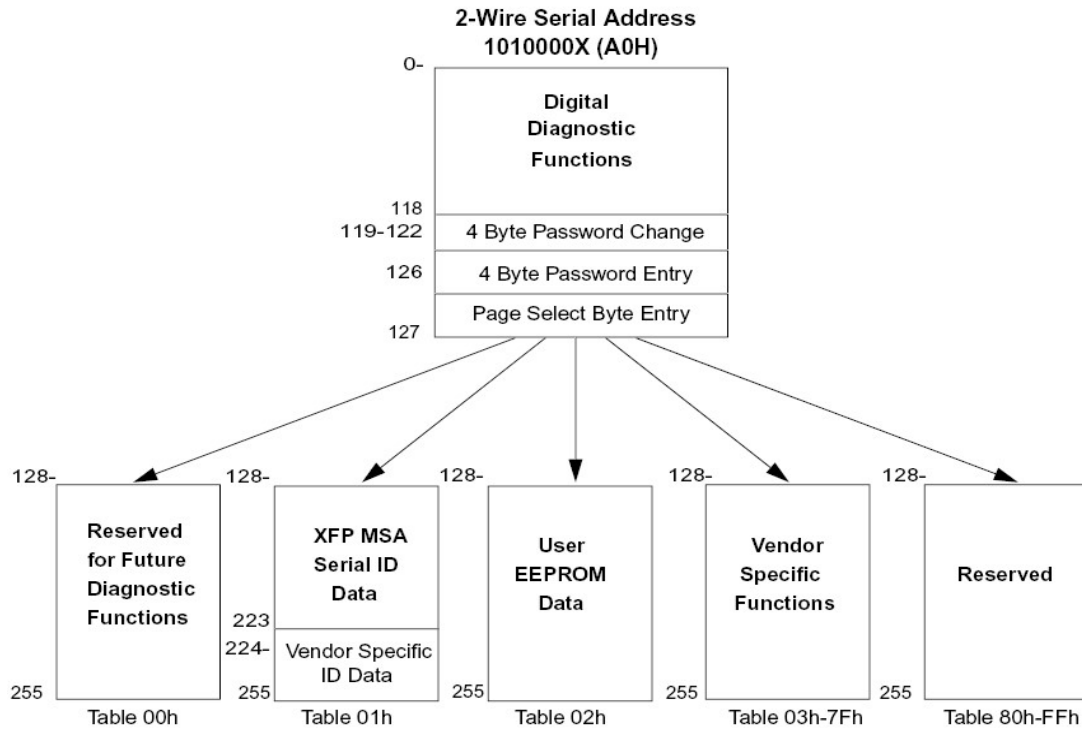 2-Wire Serial Address
1010000X (A0H)
0-
Digital
Diagnostic
Functions
118
119-122
4 Byte Password Change
126
4 Byte Password Entry
Page Select Byte Entry
127
128-
Reserved
for Future
Diagnostic
Functions
255
Table 00h
128-
XFP MSA
Serial ID
Data
223
224-
Vendor Specific
ID Data
255
Table 01h
128-
User
EEPROM
Data
255
Table 02h
128-
Vendor
Specific
Functions
255
Table 03h-7Fh
128-
Reserved
255
Table 80h-FFh